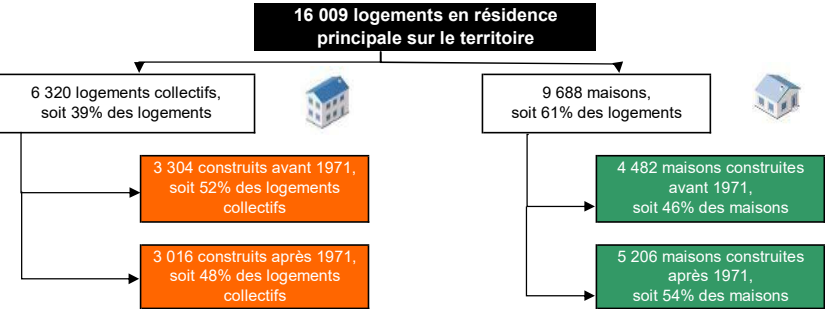 16 009 logements en résidence
principale sur le territoire
6 320 logements collectifs,
soit 39% des logements
9 688 maisons,
soit 61% des logements
3 304 construits avant 1971,
soit 52% des logements
collectifs
4 482 maisons construites
avant 1971,
soit 46% des maisons
3 016 construits après 1971,
soit 48% des logements
collectifs
5 206 maisons construites
après 1971,
soit 54% des maisons